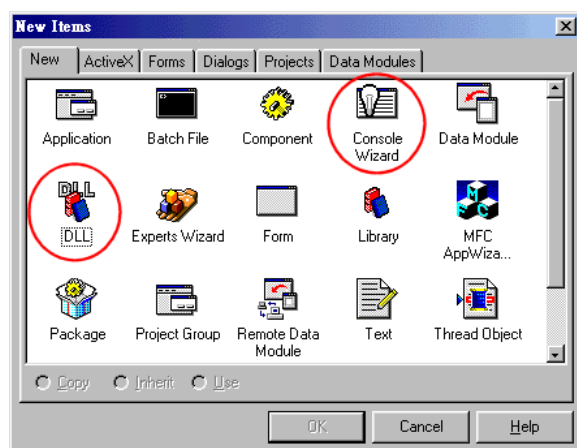 New Items
New ActiveX Forms Dialogs Projects Data Modules
Application Batch File Component Console Wizard Data Module
DLL
DLL Experts Wizard Form Library MFC AppWiza...
MFC
Package Project Group Remote Data Module Text Thread Object
Copy Inherit Use
OK Cancel Help